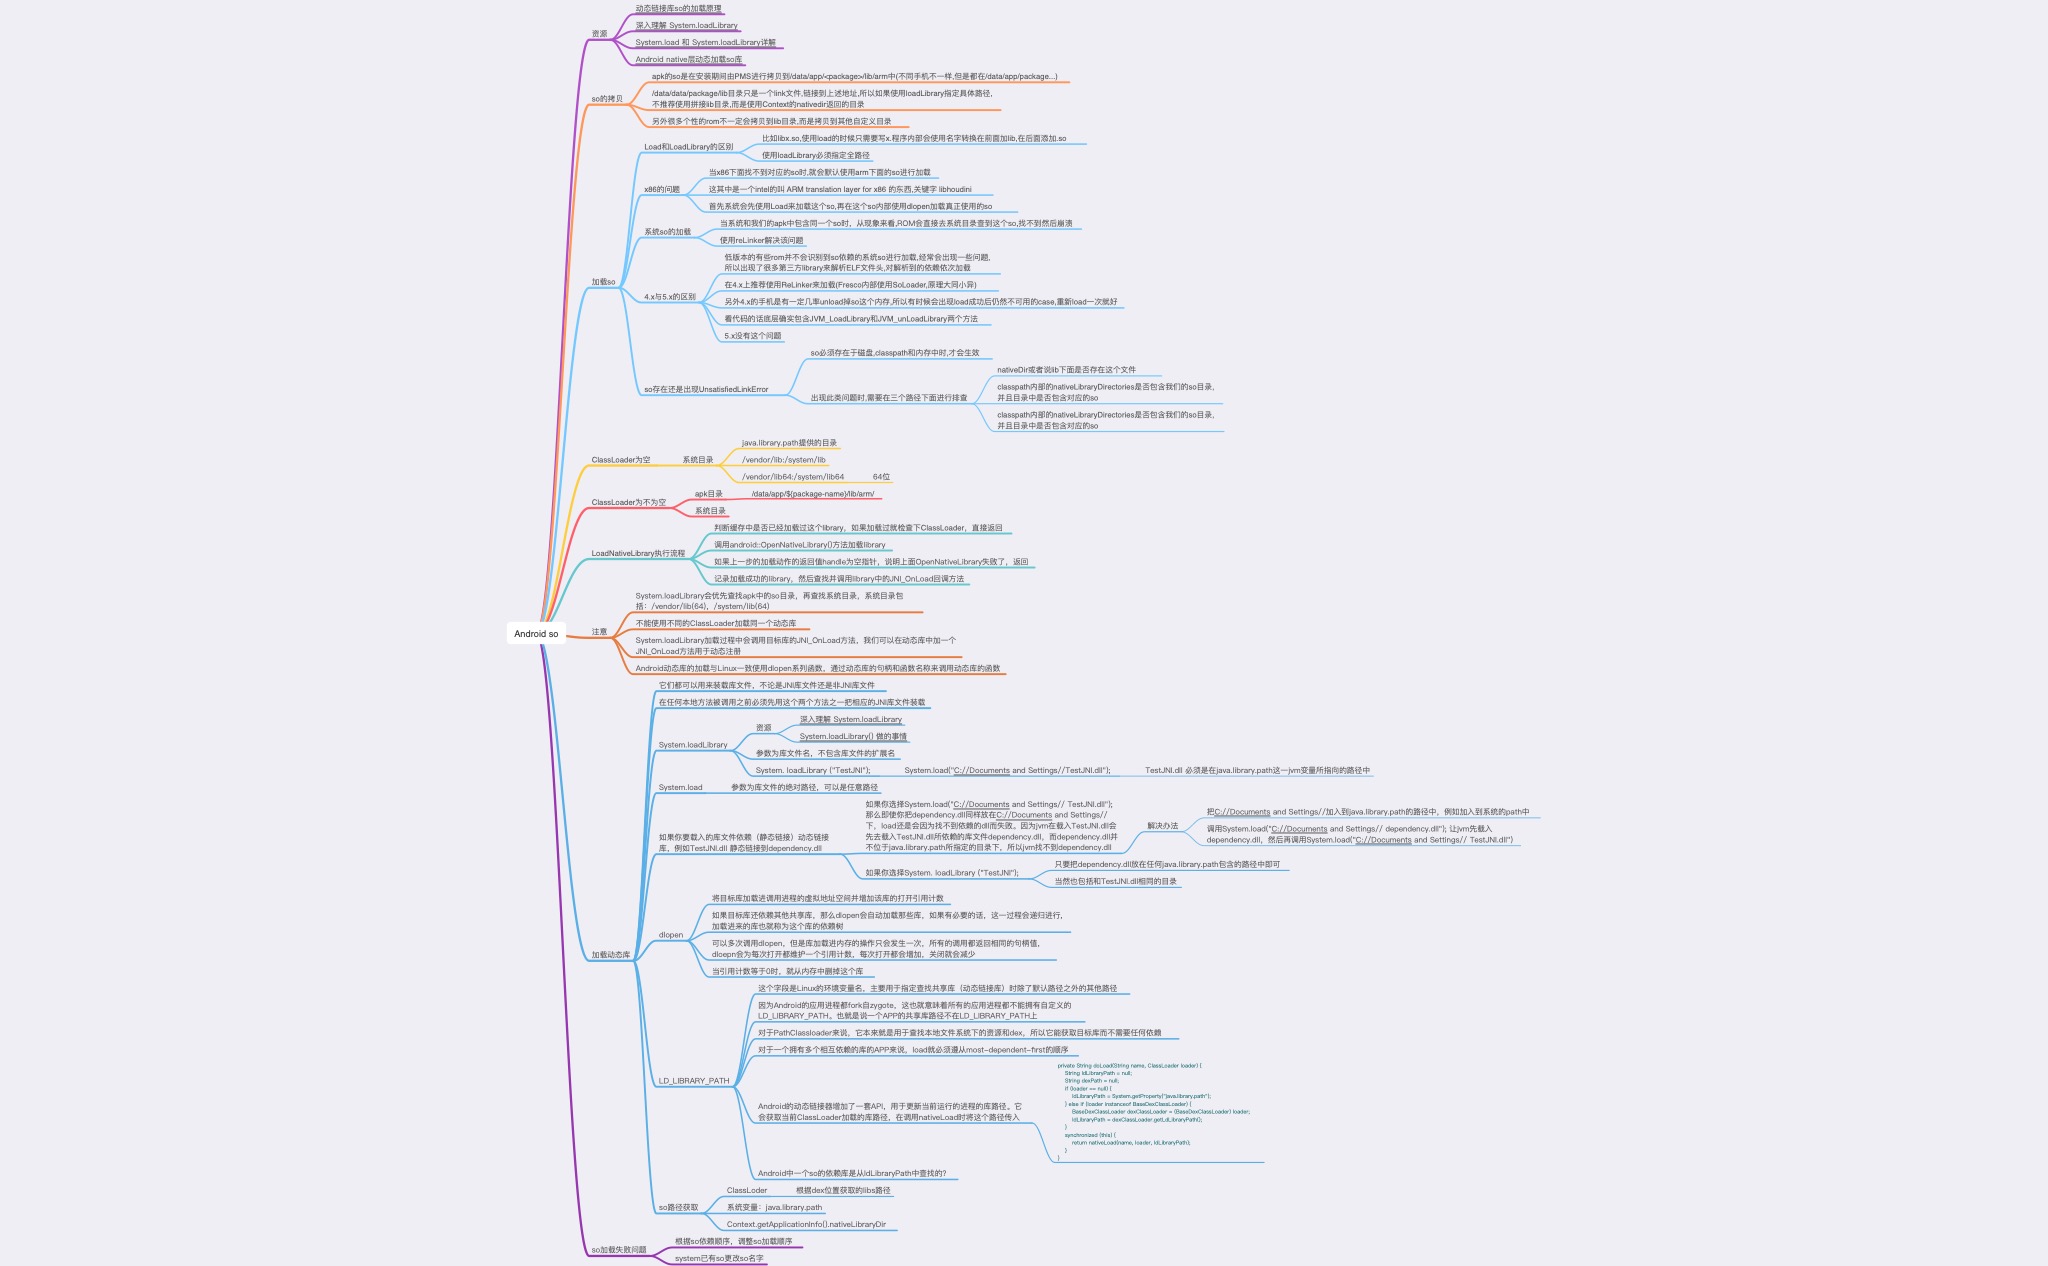 资源
动态链接库so的加载原理
深入理解 System.loadLibrary
System.load 和 System.loadLibrary详解
Android native层动态加载so库
so的拷贝
apk的so是在安装期间由PMS进行拷贝到/data/app/<package>/lib/arm中(不同手机不一样,但是都在/data/app/package...)
/data/data/package/lib目录只是一个link文件,链接到上述地址,所以如果使用loadLibrary指定具体路径,
不推荐使用拼接lib目录,而是使用Context的nativedir返回的目录
另外很多个性的rom不一定会拷贝到lib目录,而是拷贝到其他自定义目录
加载so
Load和LoadLibrary的区别
比如libx.so,使用load的时候只需要写x.程序内部会使用名字转换在前面加lib,在后面添加.so
使用loadLibrary必须指定全路径
x86的问题
当x86下面找不到对应的so时,就会默认使用arm下面的so进行加载
这其中是一个intel的叫 ARM translation layer for x86 的东西,关键字 libhoudini
首先系统会先使用Load来加载这个so,再在这个so内部使用dlopen加载真正使用的so
系统so的加载
当系统和我们的apk中包含同一个so时，从现象来看,ROM会直接去系统目录查到这个so,找不到然后崩溃
使用reLinker解决该问题
4.x与5.x的区别
低版本的有些rom并不会识别到so依赖的系统so进行加载,经常会出现一些问题,
所以出现了很多第三方library来解析ELF文件头,对解析到的依赖依次加载
在4.x上推荐使用ReLinker来加载(Fresco内部使用SoLoader,原理大同小异)
另外4.x的手机是有一定几率unload掉so这个内存,所以有时候会出现load成功后仍然不可用的case,重新load一次就好
看代码的话底层确实包含JVM_LoadLibrary和JVM_unLoadLibrary两个方法
5.x没有这个问题
so存在还是出现UnsatisfiedLinkError
so必须存在于磁盘,classpath和内存中时,才会生效
出现此类问题时,需要在三个路径下面进行排查
nativeDir或者说lib下面是否存在这个文件
classpath内部的nativeLibraryDirectories是否包含我们的so目录,
并且目录中是否包含对应的so
classpath内部的nativeLibraryDirectories是否包含我们的so目录,
并且目录中是否包含对应的so
ClassLoader为空
系统目录
java.library.path提供的目录
/vendor/lib:/system/lib
/vendor/lib64:/system/lib64
64位
ClassLoader为不为空
apk目录
/data/app/${package-name}/lib/arm/
系统目录
LoadNativeLibrary执行流程
判断缓存中是否已经加载过这个library，如果加载过就检查下ClassLoader，直接返回
调用android::OpenNativeLibrary()方法加载library
如果上一步的加载动作的返回值handle为空指针，说明上面OpenNativeLibrary失败了，返回
记录加载成功的library，然后查找并调用library中的JNI_OnLoad回调方法
Android so
注意
System.loadLibrary会优先查找apk中的so目录，再查找系统目录，系统目录包
括：/vendor/lib(64)，/system/lib(64)
不能使用不同的ClassLoader加载同一个动态库
System.loadLibrary加载过程中会调用目标库的JNI_OnLoad方法，我们可以在动态库中加一个
JNI_OnLoad方法用于动态注册
Android动态库的加载与Linux一致使用dlopen系列函数，通过动态库的句柄和函数名称来调用动态库的函数
加载动态库
它们都可以用来装载库文件，不论是JNI库文件还是非JNI库文件
在任何本地方法被调用之前必须先用这个两个方法之一把相应的JNI库文件装载
System.loadLibrary
资源
深入理解 System.loadLibrary
System.loadLibrary() 做的事情
参数为库文件名，不包含库文件的扩展名
System. loadLibrary ("TestJNI");
System.load("C://Documents and Settings//TestJNI.dll");
TestJNI.dll 必须是在java.library.path这一jvm变量所指向的路径中
System.load
参数为库文件的绝对路径，可以是任意路径
如果你要载入的库文件依赖（静态链接）动态链接
库，例如TestJNI.dll 静态链接到dependency.dll
如果你选择System.load("C://Documents and Settings// TestJNI.dll");
那么即使你把dependency.dll同样放在C://Documents and Settings//
下，load还是会因为找不到依赖的dll而失败。因为jvm在载入TestJNI.dll会
先去载入TestJNI.dll所依赖的库文件dependency.dll，而dependency.dll并
不位于java.library.path所指定的目录下，所以jvm找不到dependency.dll
解决办法
把C://Documents and Settings//加入到java.library.path的路径中，例如加入到系统的path中
调用System.load("C://Documents and Settings// dependency.dll"); 让jvm先载入
dependency.dll，然后再调用System.load("C://Documents and Settings// TestJNI.dll")
如果你选择System. loadLibrary ("TestJNI");
只要把dependency.dll放在任何java.library.path包含的路径中即可
当然也包括和TestJNI.dll相同的目录
dlopen
将目标库加载进调用进程的虚拟地址空间并增加该库的打开引用计数
如果目标库还依赖其他共享库，那么dlopen会自动加载那些库，如果有必要的话，这一过程会递归进行，
加载进来的库也就称为这个库的依赖树
可以多次调用dlopen，但是库加载进内存的操作只会发生一次，所有的调用都返回相同的句柄值，
dloepn会为每次打开都维护一个引用计数，每次打开都会增加，关闭就会减少
当引用计数等于0时，就从内存中删掉这个库
LD_LIBRARY_PATH
这个字段是Linux的环境变量名，主要用于指定查找共享库（动态链接库）时除了默认路径之外的其他路径
因为Android的应用进程都fork自zygote，这也就意味着所有的应用进程都不能拥有自定义的
LD_LIBRARY_PATH。也就是说一个APP的共享库路径不在LD_LIBRARY_PATH上
对于PathClassloader来说，它本来就是用于查找本地文件系统下的资源和dex，所以它能获取目标库而不需要任何依赖
对于一个拥有多个相互依赖的库的APP来说，load就必须遵从most-dependent-first的顺序
Android的动态链接器增加了一套API，用于更新当前运行的进程的库路径。它
会获取当前ClassLoader加载的库路径，在调用nativeLoad时将这个路径传入
private String doLoad(String name, ClassLoader loader) {
String ldLibraryPath = null;
String dexPath = null;
if (loader == null) {
ldLibraryPath = System.getProperty("java.library.path");
} else if (loader instanceof BaseDexClassLoader) {
BaseDexClassLoader dexClassLoader = (BaseDexClassLoader) loader;
ldLibraryPath = dexClassLoader.getLdLibraryPath();
}
synchronized (this) {
return nativeLoad(name, loader, ldLibraryPath);
}
}
Android中一个so的依赖库是从ldLibraryPath中查找的?
so路径获取
ClassLoder
根据dex位置获取的libs路径
系统变量：java.library.path
Context.getApplicationInfo().nativeLibraryDir
so加载失败问题
根据so依赖顺序，调整so加载顺序
system已有so更改so名字